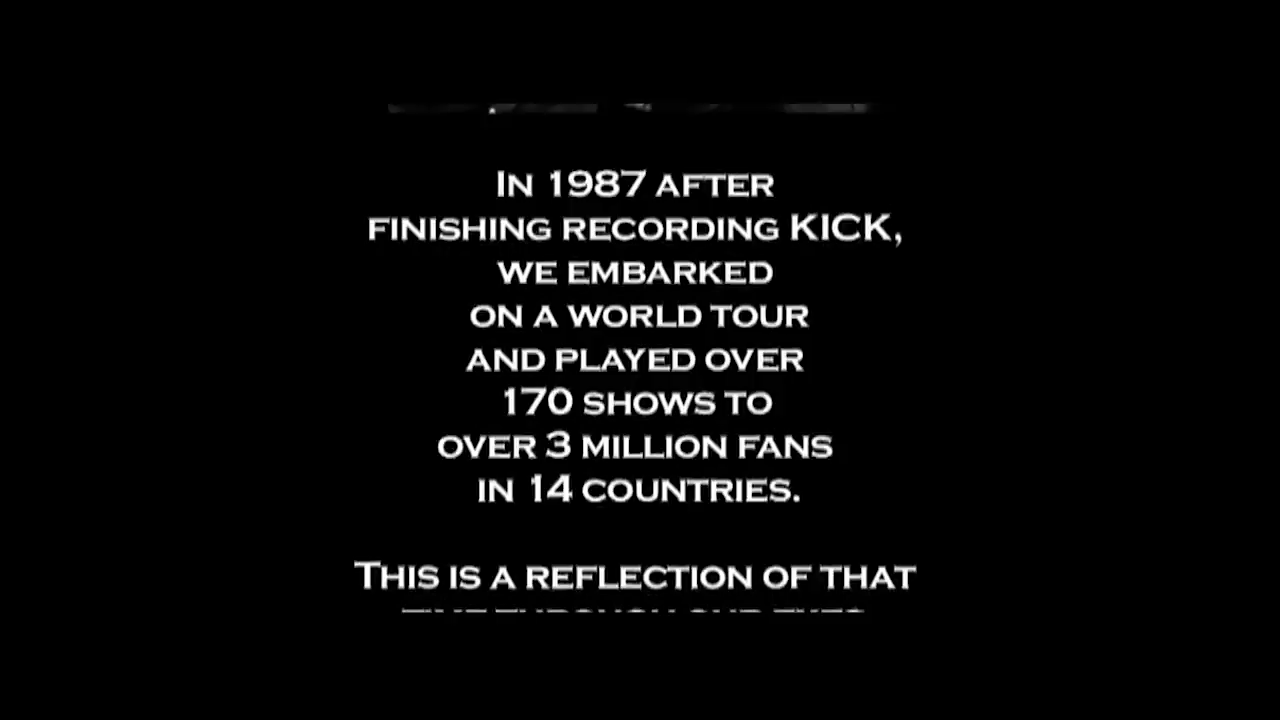 In 1987 after
finishing recording KICK,
we embarked
on a world tour
and played over
170 shows to
over 3 million fans
in 14 countries.
This is a reflection of that